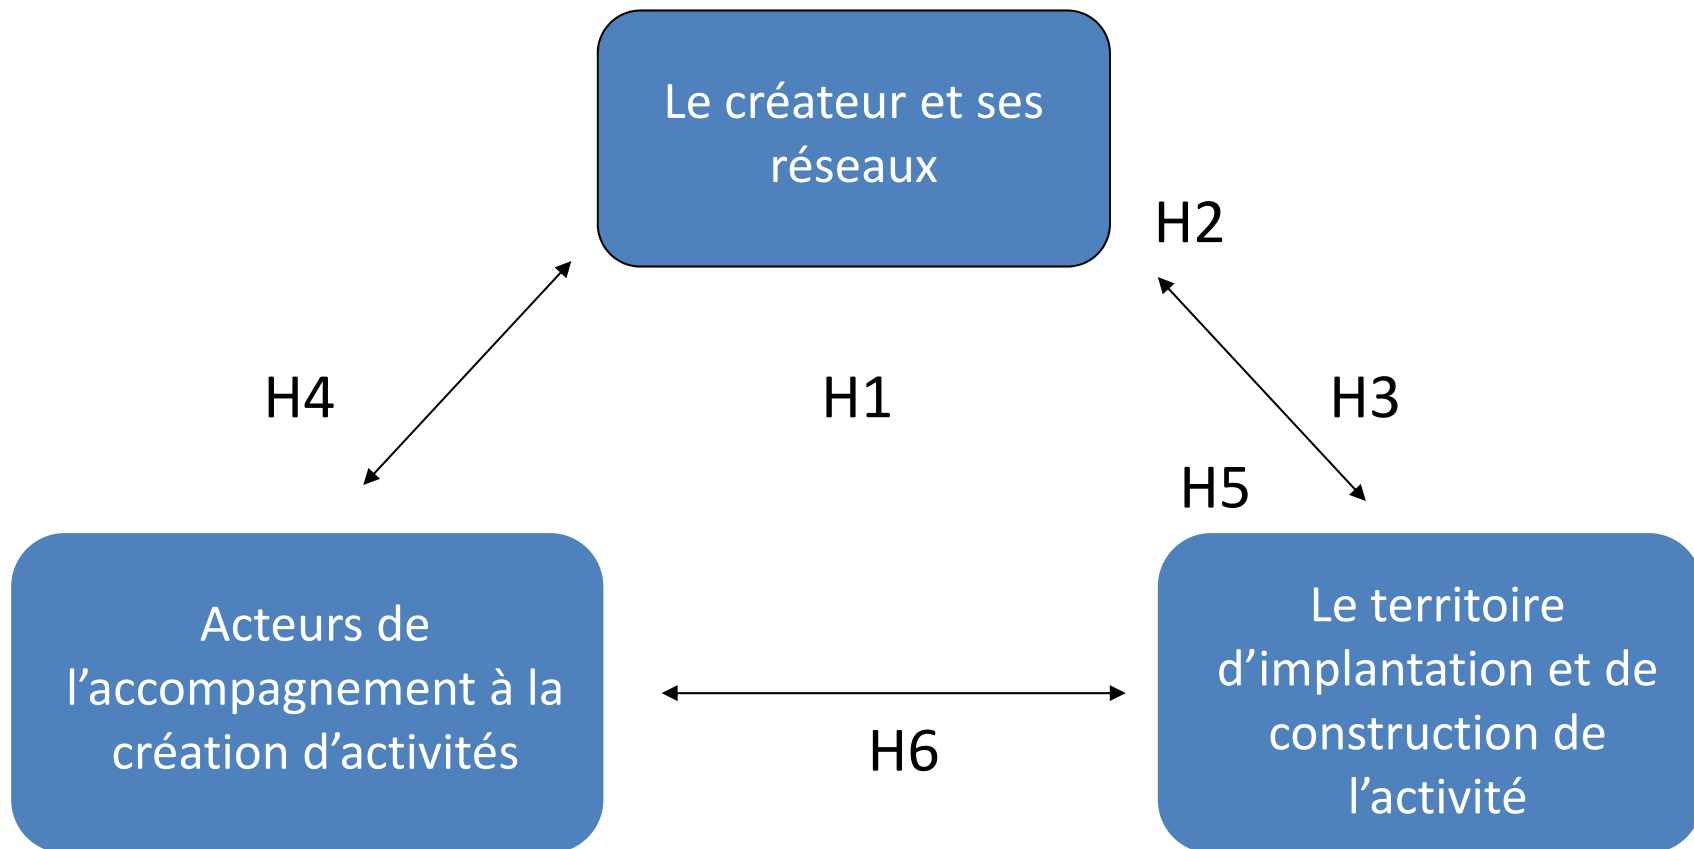 Le créateur et ses
réseaux
H2
H4
H1
H3
H5
Acteurs de
l’accompagnement à la
création d’activités
Le territoire
d’implantation et de
construction de
l’activité
H6